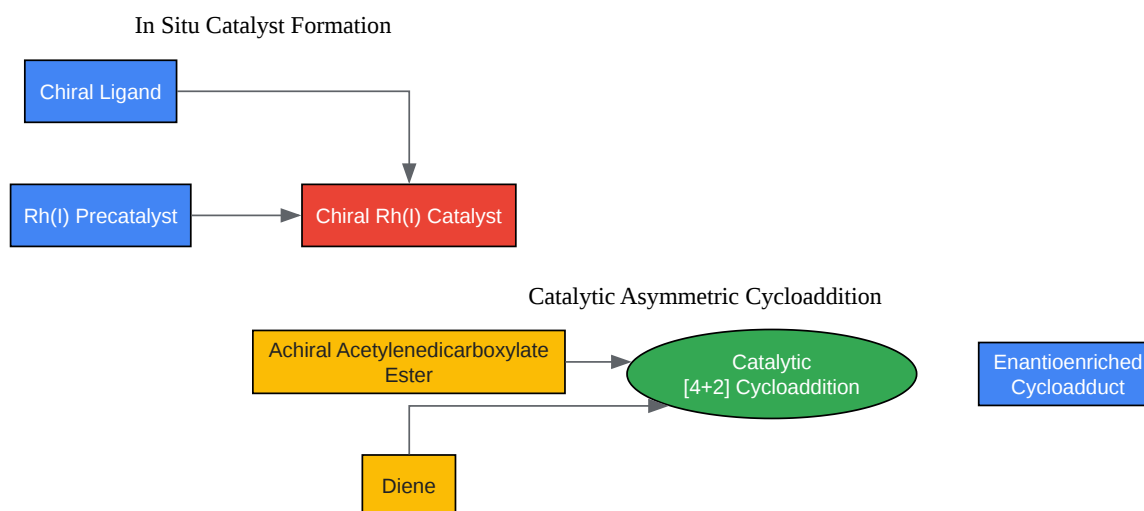 In Situ Catalyst Formation
Chiral Ligand
Rh(I) Precatalyst
Chiral Rh(I) Catalyst
Catalytic Asymmetric Cycloaddition
Achiral Acetylenedicarboxylate
Ester
Catalytic
[4+2] Cycloaddition
Enantioenriched
Cycloadduct
Diene